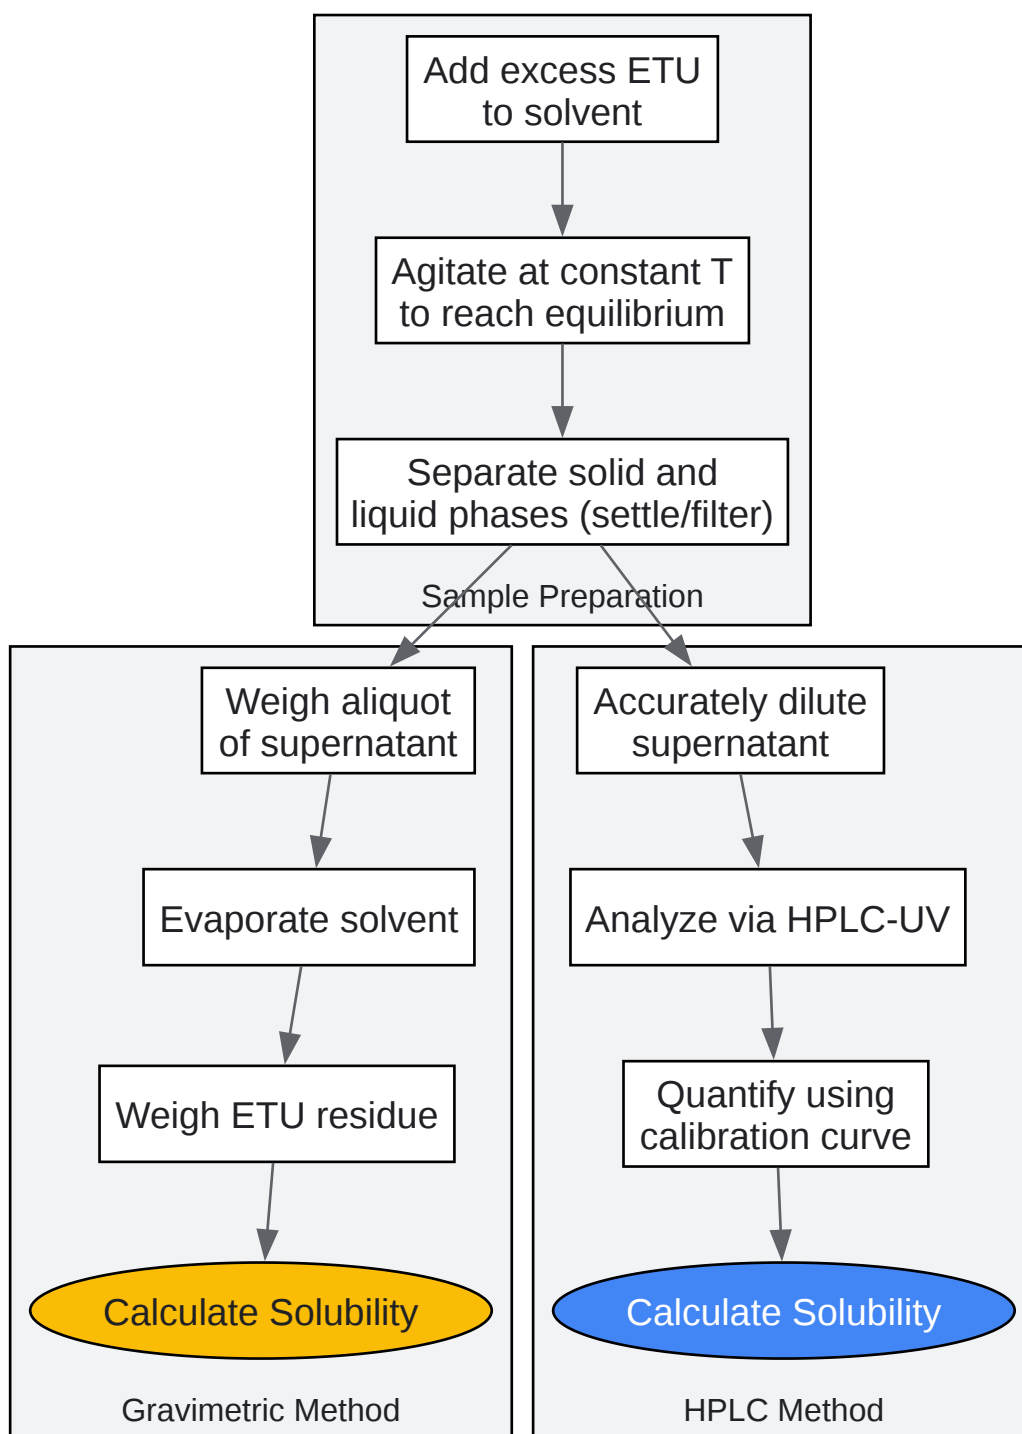 Add excess ETU
to solvent
Agitate at constant T
to reach equilibrium
Separate solid and
liquid phases (settle/filter)
Sample Preparation
Weigh aliquot
of supernatant
Evaporate solvent
Weigh ETU residue
Calculate Solubility
Gravimetric Method
Accurately dilute
supernatant
Analyze via HPLC-UV
Quantify using
calibration curve
Calculate Solubility
HPLC Method